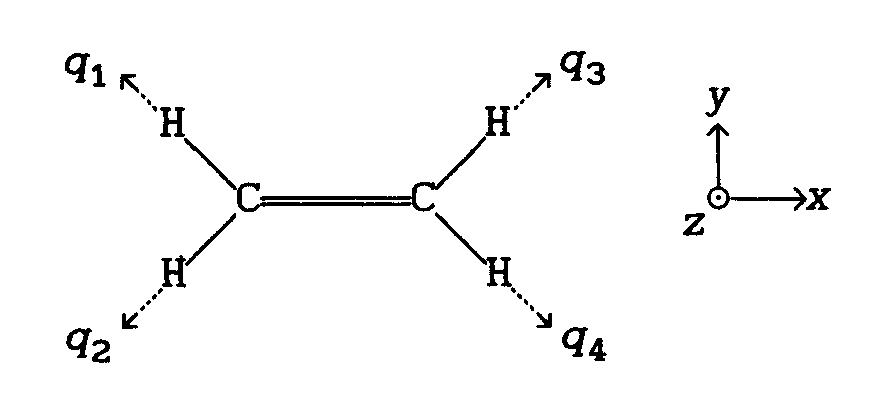 q₁ q₃
H H
y
C C
z x
H H
q₂ q₄